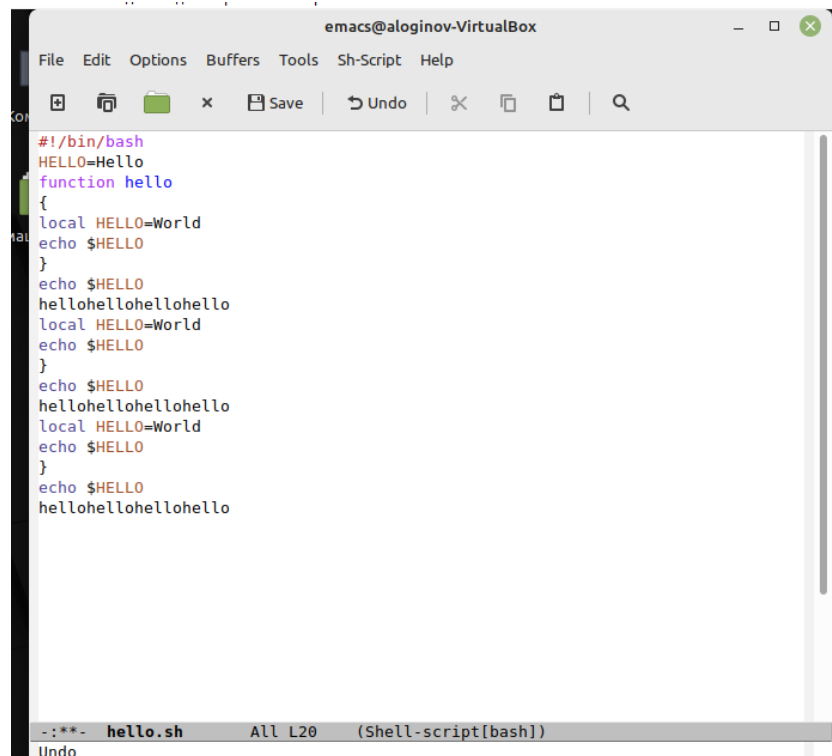 emacs@aloginov-VirtualBox
File Edit Options Buffers Tools Sh-Script Help
Save Undo
#!/bin/bash
HELLO=Hello
function hello
{
local HELLO=World
echo $HELLO
}
echo $HELLO
hellohellohellohello
local HELLO=World
echo $HELLO
}
echo $HELLO
hellohellohellohello
local HELLO=World
echo $HELLO
}
echo $HELLO
hellohellohellohello
-:**- hello.sh All L20 (Shell-script[bash])
Undo